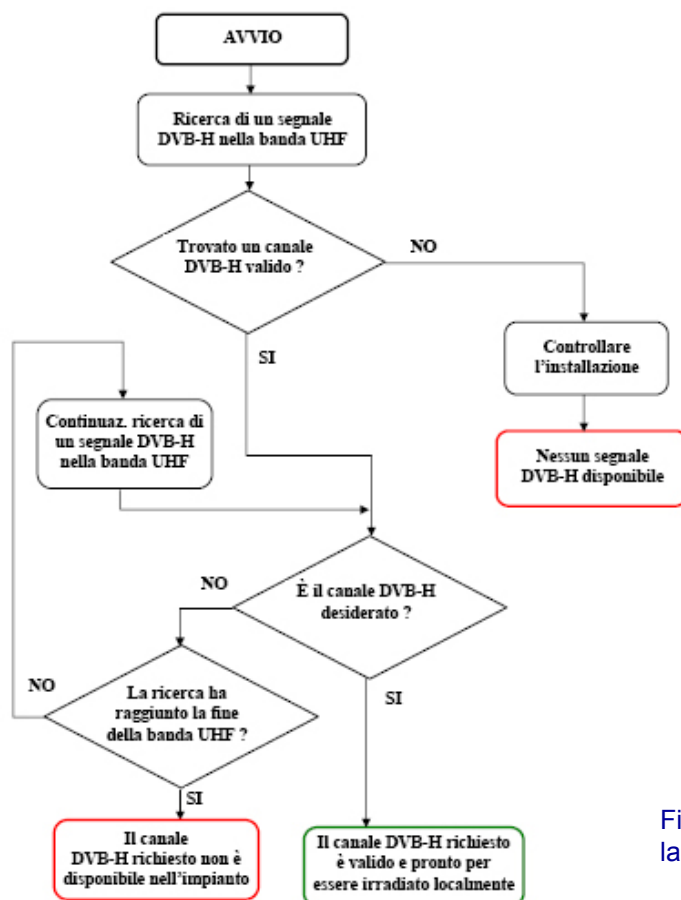 AVVIO
Ricerca di un segnale
DVB-H nella banda UHF
Trovato un canale
DVB-H valido ?
NO
SI
Controllare
l'installazione
Continuaz. ricerca di
un segnale DVB-H
nella banda UHF
Nessun segnale
DVB-H disponibile
NO
È il canale DVB-H
desiderato ?
NO
La ricerca ha
raggiunto la fine
della banda UHF ?
SI
SI
Il canale
DVB-H richiesto non è
disponibile nell'impianto
Il canale DVB-H richiesto
è valido e pronto per
essere irradiato localmente
Fi
la